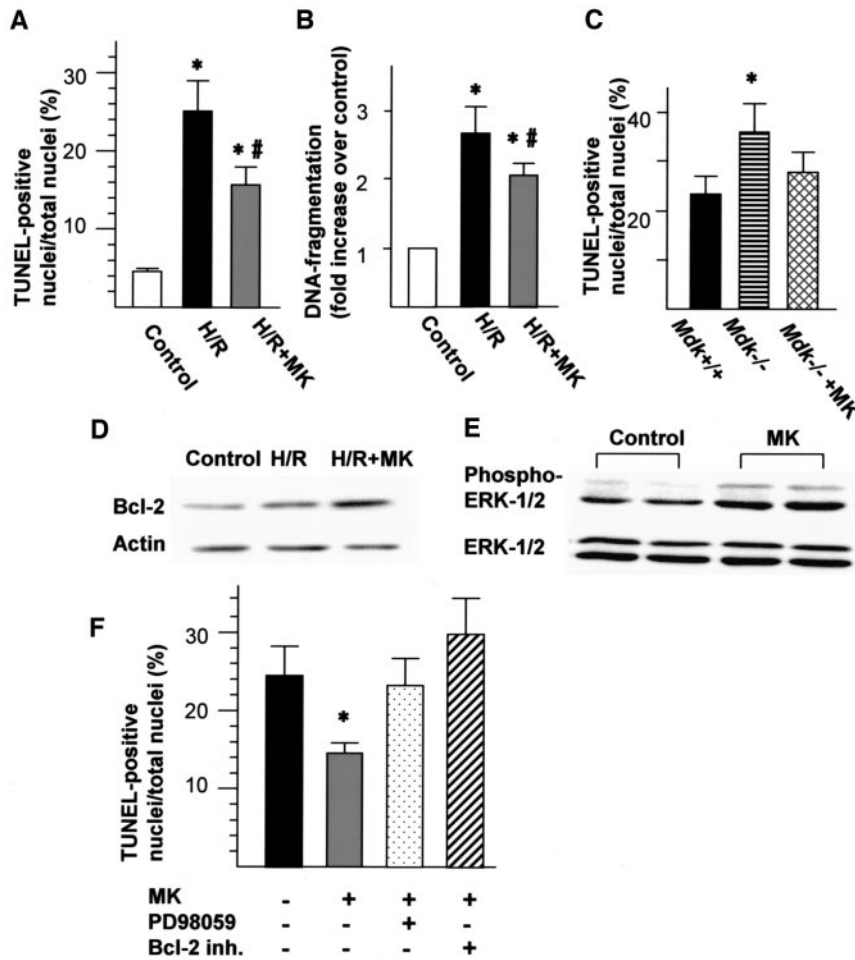 A
TUNEL-positive
nuclei/total nuclei (%)
30
20
10
*
* #
Control
H/R
H/R+MK
B
DNA-fragmentation
(fold increase over control)
3
2
1
*
* #
Control
H/R
H/R+MK
C
TUNEL-positive
nuclei/total nuclei (%)
40
20
*
Mdk+/+
Mdk-/-
Mdk-/- +MK
D
Control H/R H/R+MK
Bcl-2
Actin
E
Control MK
Phospho-
ERK-1/2
ERK-1/2
F
TUNEL-positive
nuclei/total nuclei (%)
30
20
10
*
MK - + + +
PD98059 - - + -
Bcl-2 inh. - - - +